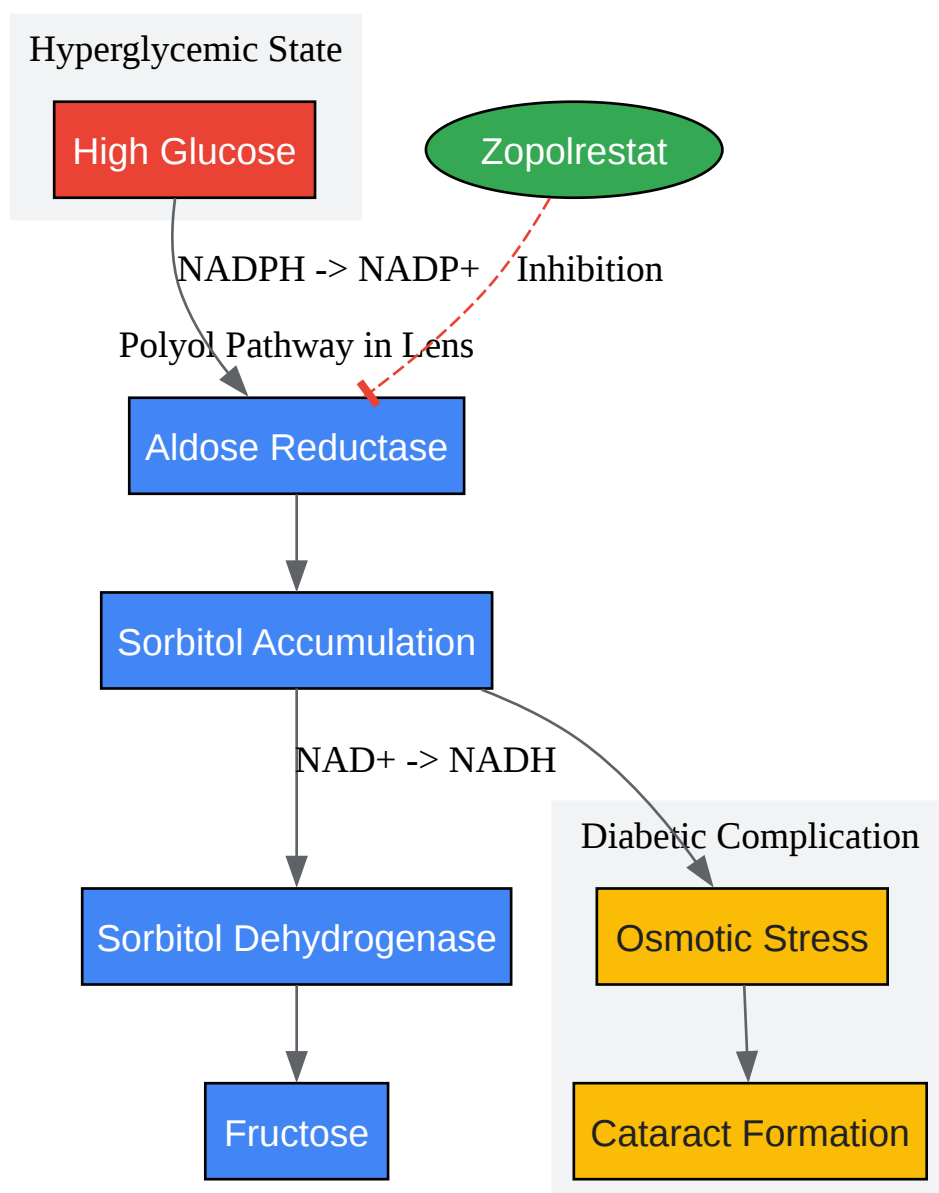 Hyperglycemic State
High Glucose
Zopolrestat
NADPH -> NADP+
Inhibition
Polyol Pathway in Lens
Aldose Reductase
Sorbitol Accumulation
NAD+ -> NADH
Diabetic Complication
Sorbitol Dehydrogenase
Osmotic Stress
Fructose
Cataract Formation